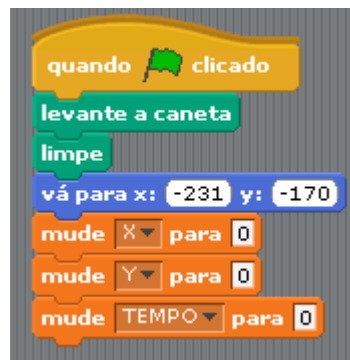 quando clicado
levante a caneta
limpe
vá para x: -231 y: -170
mude X para 0
mude Y para 0
mude TEMPO para 0